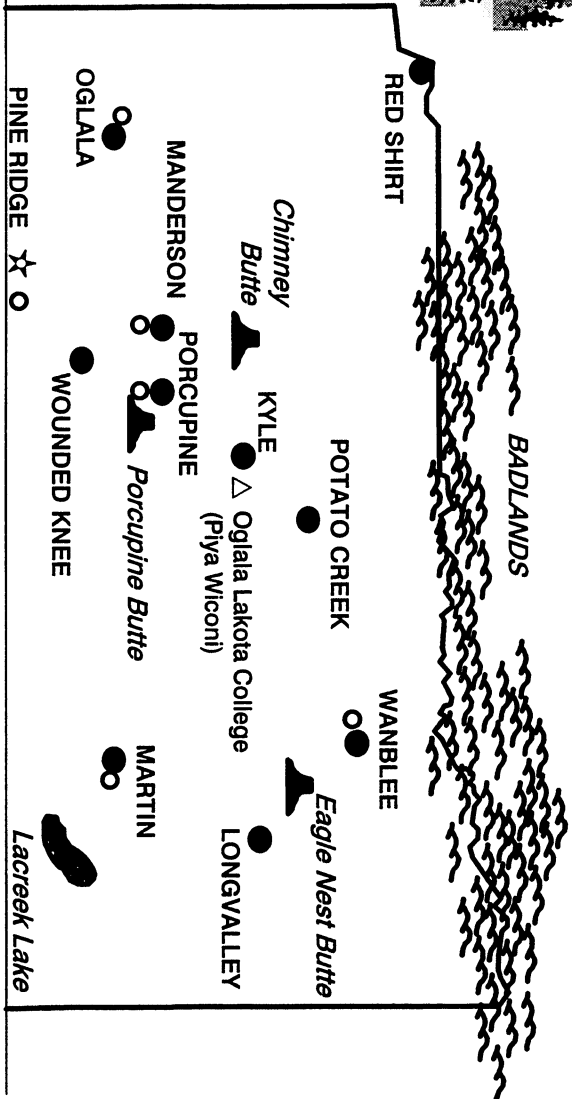 BADLANDS
RED SHIRT
WANBLEE
POTATO CREEK
Eagle Nest Butte
Chimney
Butte
KYLE
Oglala Lakota College
(Piya Wiconi)
LONGVALLEY
MANDERSON
PORCUPINE
Porcupine Butte
MARTIN
OGLALA
WOUNDED KNEE
PINE RIDGE
Lacreek Lake